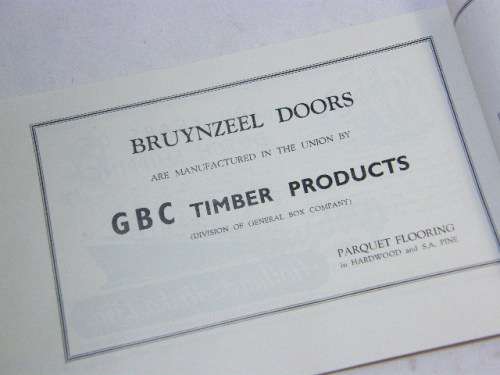 BRUYNZEEL DOORS
ARE MANUFACTURED IN THE UNION BY
GBC TIMBER PRODUCTS
(DIVISION OF GENERAL BOX COMPANY)
PARQUET FLOORING
in HARDWOOD and S.A. PINE